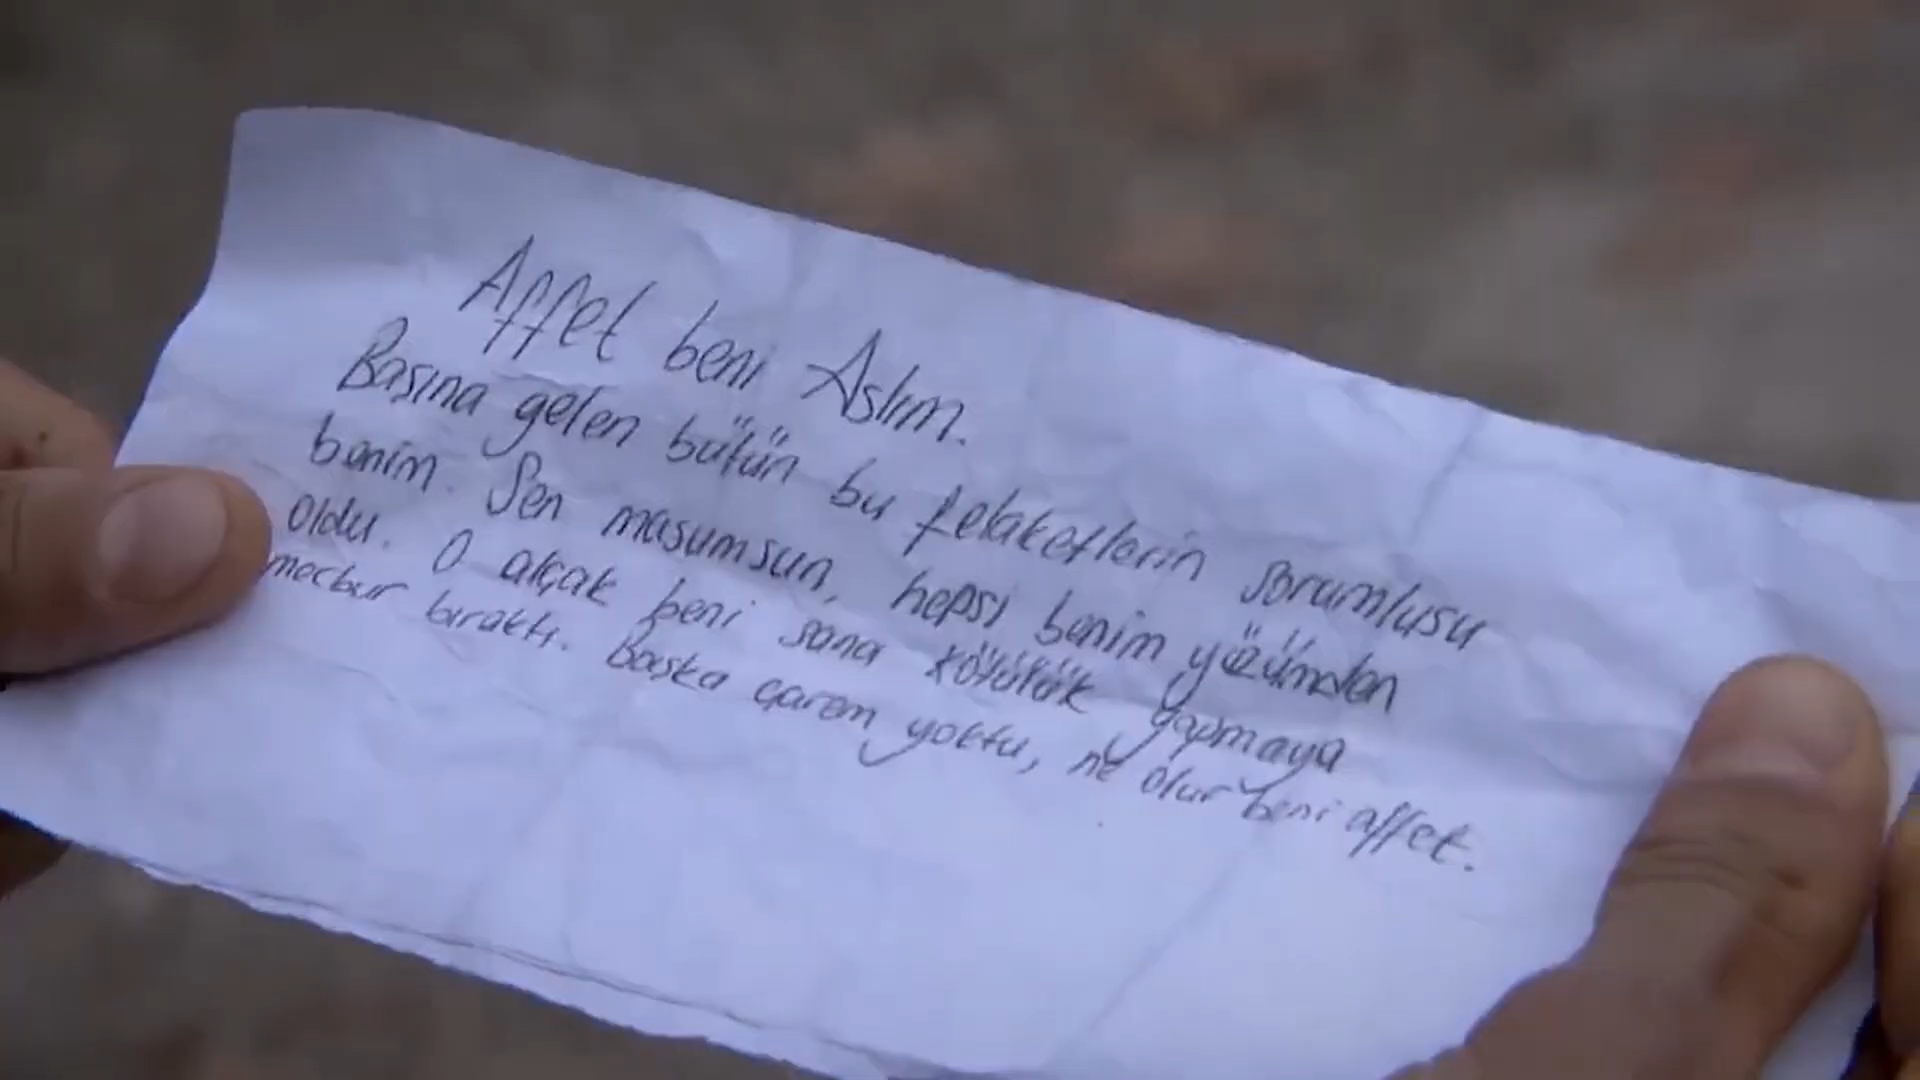 Affet beni Aslım.
Başına gelen bütün bu felaketlerin sorumlusu
benim. Sen masumsun, hepsi benim yüzümden
oldu. O alçak beni sana kötülük yapmaya
mecbur bıraktı. Başka çarem yoktu, ne olur beni affet.